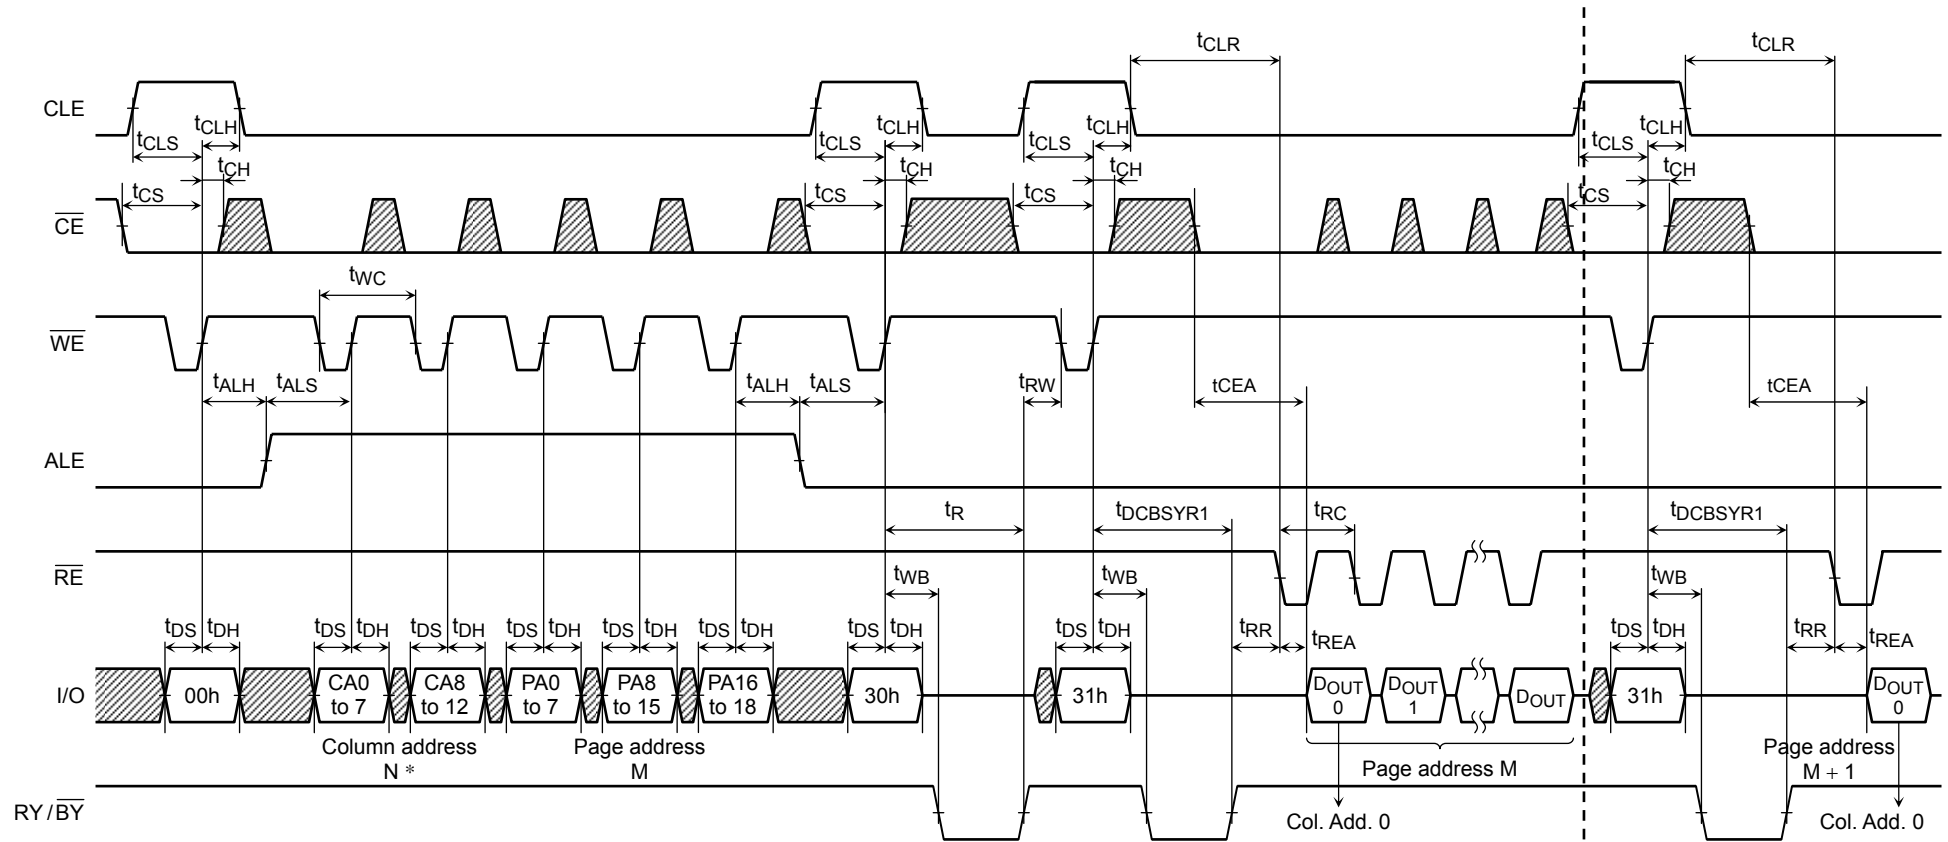 tCLR tCLR
CLE
tCLS tCLH tCLS tCLH tCLS tCLH tCLS tCLH
tCS tCH tCS tCH tCS tCH tCS tCH
CE
tWC
WE
tALH tALS tALH tALS tRW tCEA tCEA
ALE
tR tDCBSYR1 tRC tDCBSYR1
RE
tWB tWB tWB
tDS tDH tDS tDH tDS tDH tDS tDH tDS tDH tDS tDH tDS tDH tDS tDH tRR tREA tDS tDH tRR tREA
I/O
00h
CA0
to 7
CA8
to 12
PA0
to 7
PA8
to 15
PA16
to 18
30h
31h
DOUT
0
DOUT
1
DOUT
31h
DOUT
0
Column address
N *
Page address
M
Page address M
Page address
M + 1
RY / BY
Col. Add. 0
Col. Add. 0